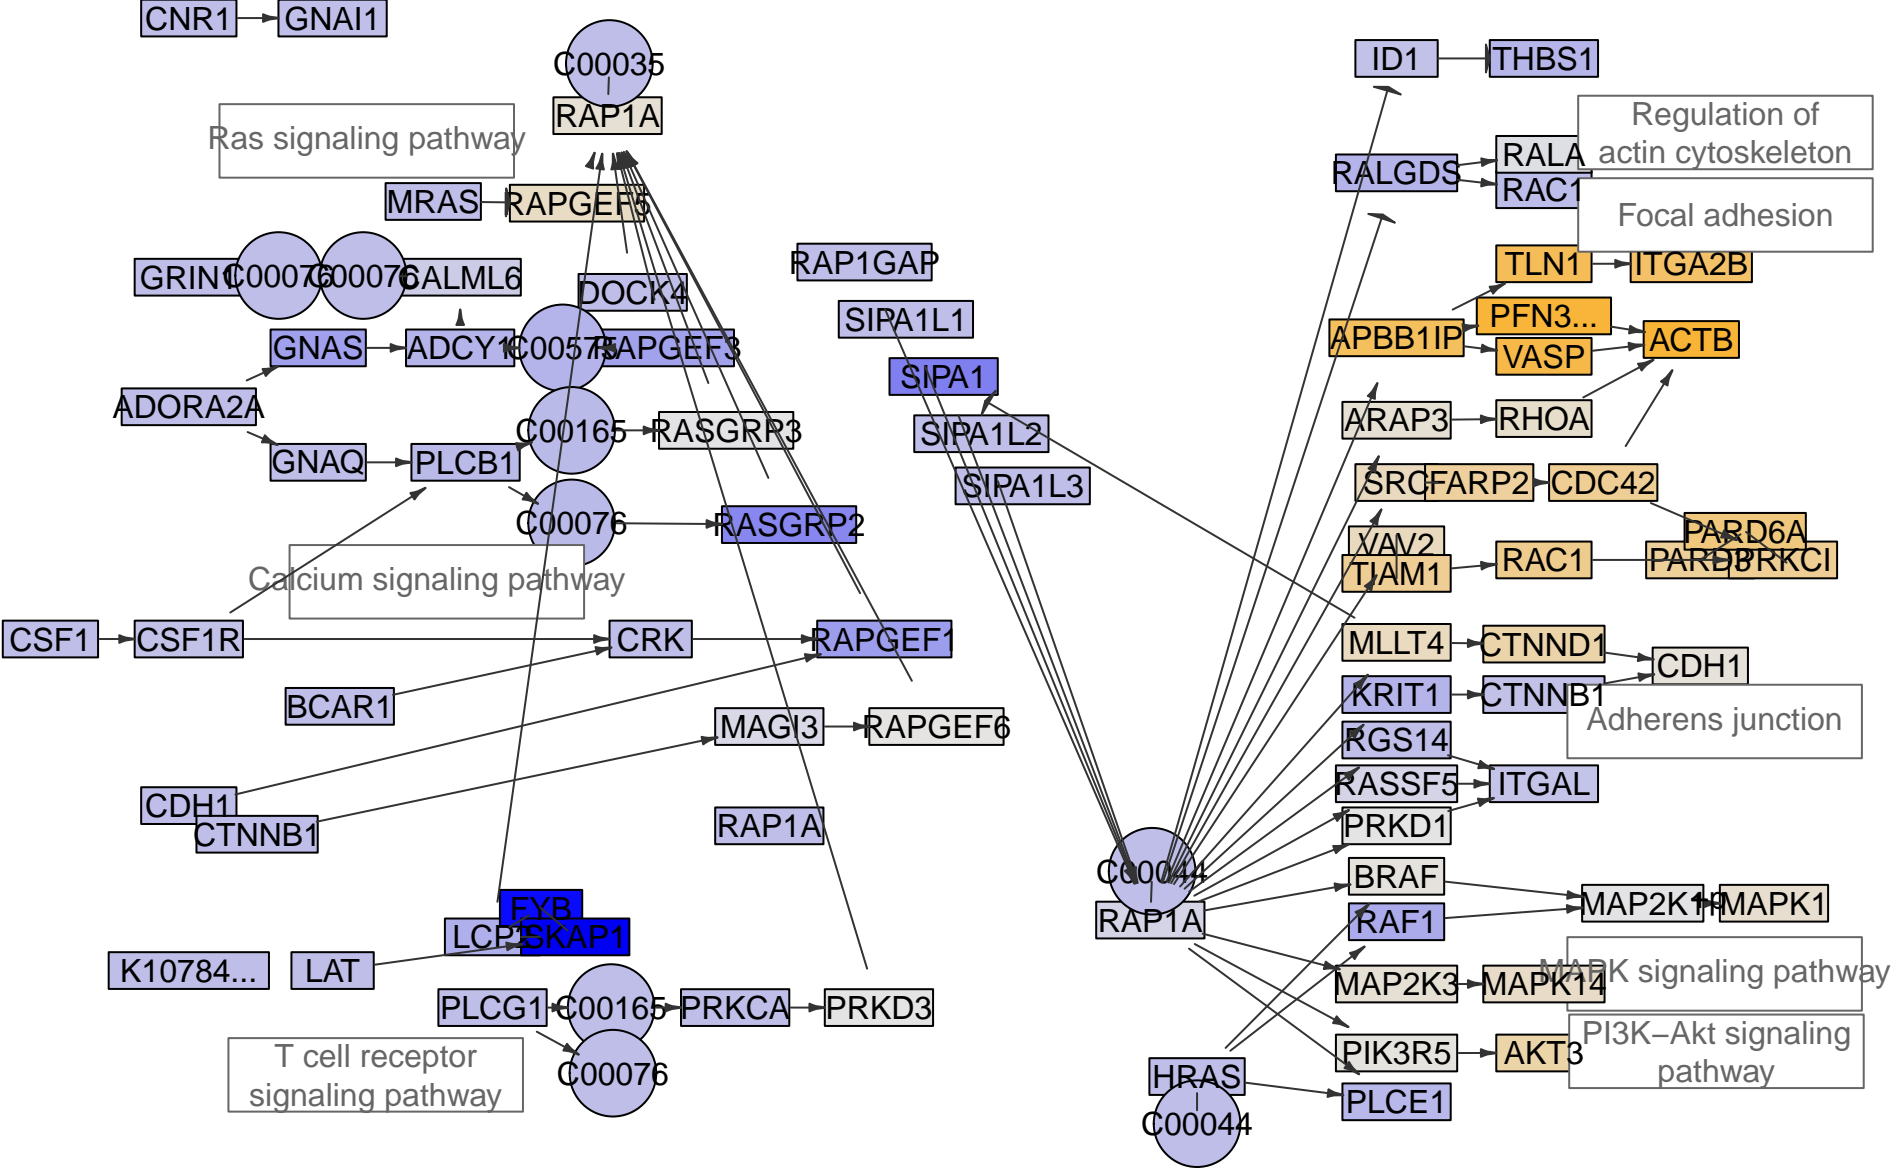 CNR1
GNAI1
C00035
RAP1A
Ras signaling pathway
MRAS
RAPGEF5
GRIN1
C00076
C00076
CALML6
DOCK4
GNAS
ADCY1
C00575
RAPGEF3
ADORA2A
C00165
RASGRP3
GNAQ
PLCB1
C00076
RASGRP2
Calcium signaling pathway
CSF1
CSF1R
CRK
RAPGEF1
BCAR1
MAGI3
RAPGEF6
CDH1
CTNNB1
RAP1A
FYB
SKAP1
K10784...
LAT
PLCG1
C00165
PRKCA
PRKD3
T cell receptor
signaling pathway
C00076
RAP1GAP
SIPA1L1
SIPA1
SIPA1L2
SIPA1L3
C00044
RAP1A
HRAS
C00044
ID1
THBS1
Regulation of
actin cytoskeleton
RALGDS
RALA
RAC1
Focal adhesion
TLN1
ITGA2B
APBB1IP
PFN3...
VASP
ACTB
ARAP3
RHOA
SRC
FARP2
CDC42
VAV2
TIAM1
RAC1
PARD6A
PARD3
PRKCI
MLLT4
CTNND1
CDH1
KRIT1
CTNNB1
Adherens junction
RGS14
RASSF5
ITGAL
PRKD1
BRAF
RAF1
MAP2K1
+p
MAPK1
MAP2K3
MAPK14
MAPK signaling pathway
PIK3R5
AKT3
PI3K−Akt signaling
pathway
PLCE1